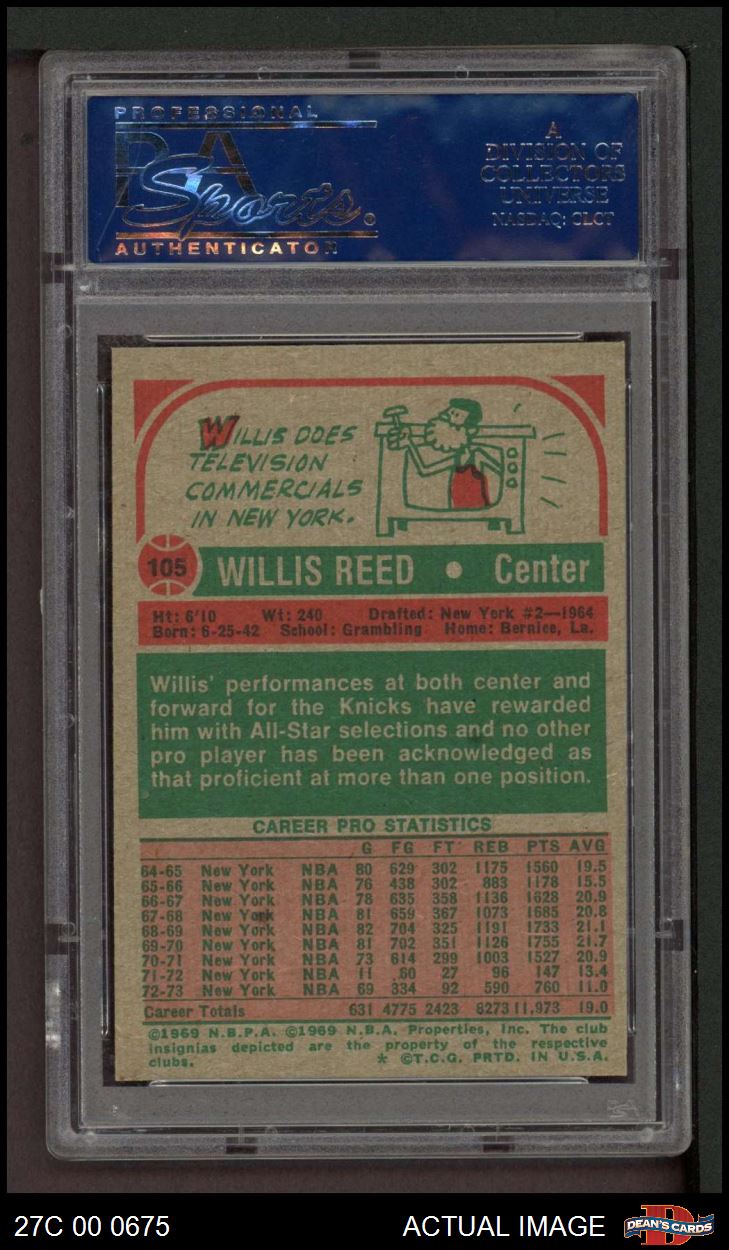 PROFESSIONAL
PSA
Sports
AUTHENTICATOR
A
DIVISION OF
COLLECTORS
UNIVERSE
NASDAQ: CLCT
WILLIS DOES
TELEVISION
COMMERCIALS
IN NEW YORK.
105 WILLIS REED • Center
Ht: 6'10 Wt: 240 Drafted: New York #2—1964
Born: 6-25-42 School: Grambling Home: Bernice, La.
Willis' performances at both center and
forward for the Knicks have rewarded
him with All-Star selections and no other
pro player has been acknowledged as
that proficient at more than one position.
CAREER PRO STATISTICS
G FG FT REB PTS AVG
64-65 New York NBA 80 629 302 1175 1560 19.5
65-66 New York NBA 76 438 302 883 1178 15.5
66-67 New York NBA 78 635 358 1136 1628 20.9
67-68 New York NBA 81 659 367 1073 1685 20.8
68-69 New York NBA 82 704 325 1191 1733 21.1
69-70 New York NBA 81 702 351 1126 1755 21.7
70-71 New York NBA 73 614 299 1003 1527 20.9
71-72 New York NBA 11 60 27 96 147 13.4
72-73 New York NBA 69 334 92 590 760 11.0
Career Totals 631 4775 2423 8273 11,973 19.0
©1969 N.B.P.A. ©1969 N.B.A. Properties, Inc. The club
insignias depicted are the property of the respective
clubs. * ©T.C.G. PRTD. IN U.S.A.
27C 00 0675 ACTUAL IMAGE DEAN'S CARDS